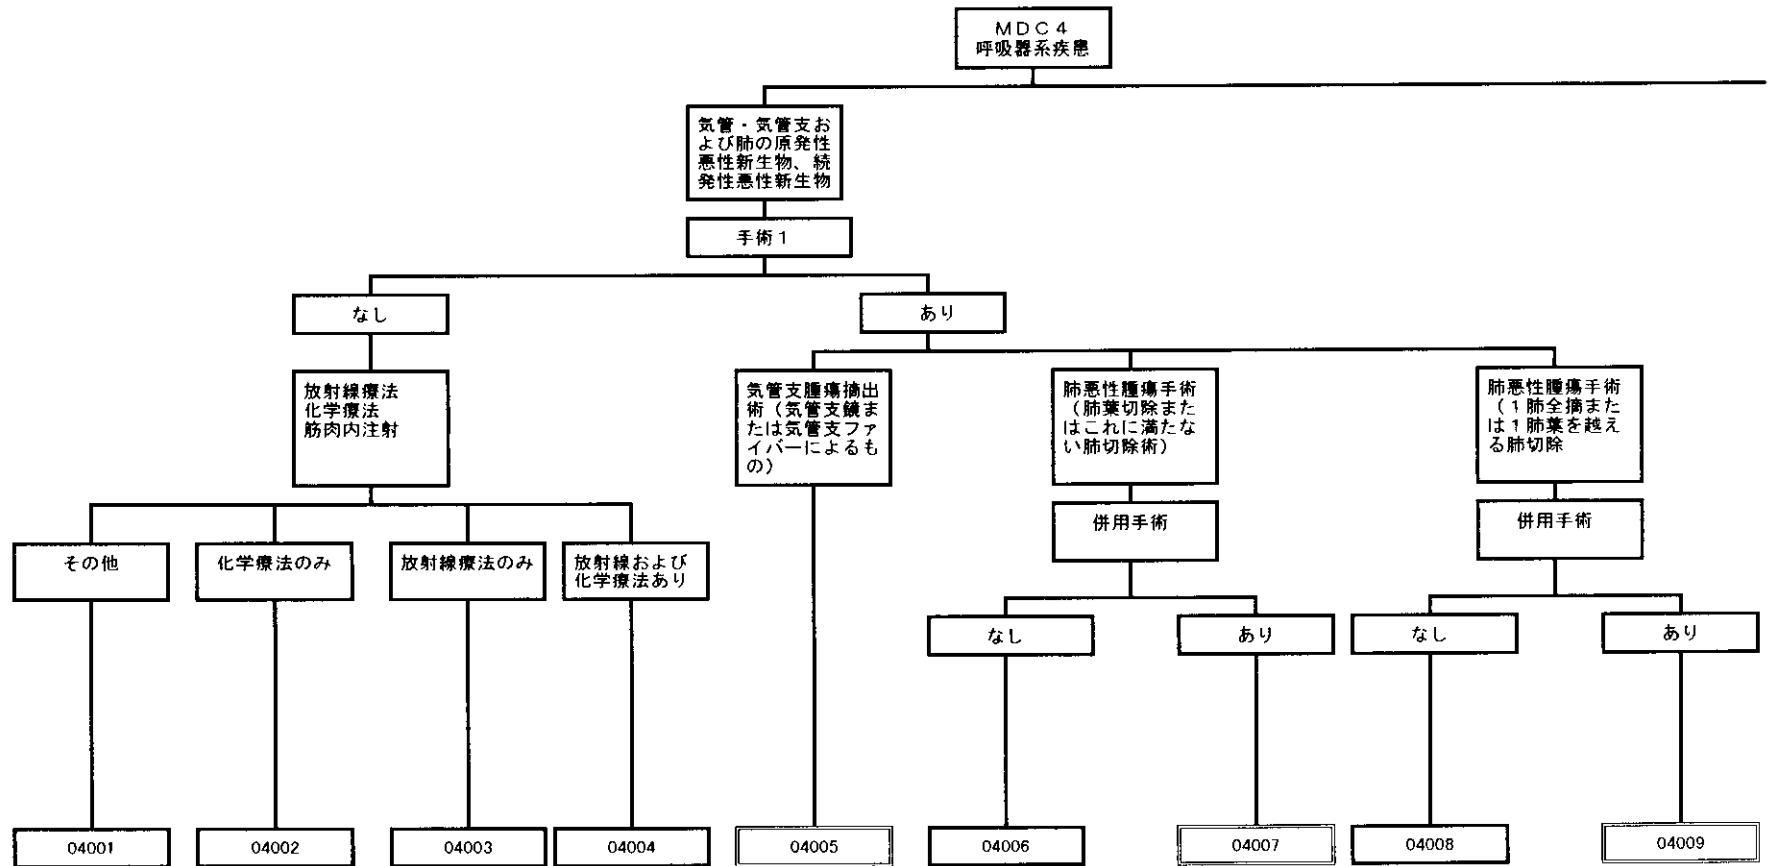 MDC4
呼吸器系疾患
気管・気管支お
よび肺の原発性
悪性新生物、続
発性悪性新生物
手術1
なし
あり
放射線療法
化学療法
筋肉内注射
気管支腫瘍摘出
術(気管支鏡ま
たは気管支ファ
イバーによるも
の)
肺悪性腫瘍手術
(肺葉切除また
はこれに満たな
い肺切除術)
肺悪性腫瘍手術
(1肺全摘また
は1肺葉を越え
る肺切除
併用手術
併用手術
その他
化学療法のみ
放射線療法のみ
放射線および
化学療法あり
なし
あり
なし
あり
04001
04002
04003
04004
04005
04006
04007
04008
04009